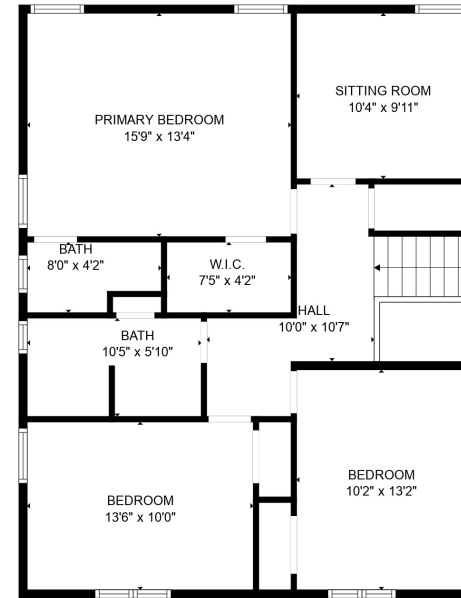 SITTING ROOM
10'4" x 9'11"
PRIMARY BEDROOM
15'9" x 13'4"
BATH
8'0" x 4'2"
W.I.C.
7'5" x 4'2"
HALL
10'0" x 10'7"
BATH
10'5" x 5'10"
BEDROOM
10'2" x 13'2"
BEDROOM
13'6" x 10'0"